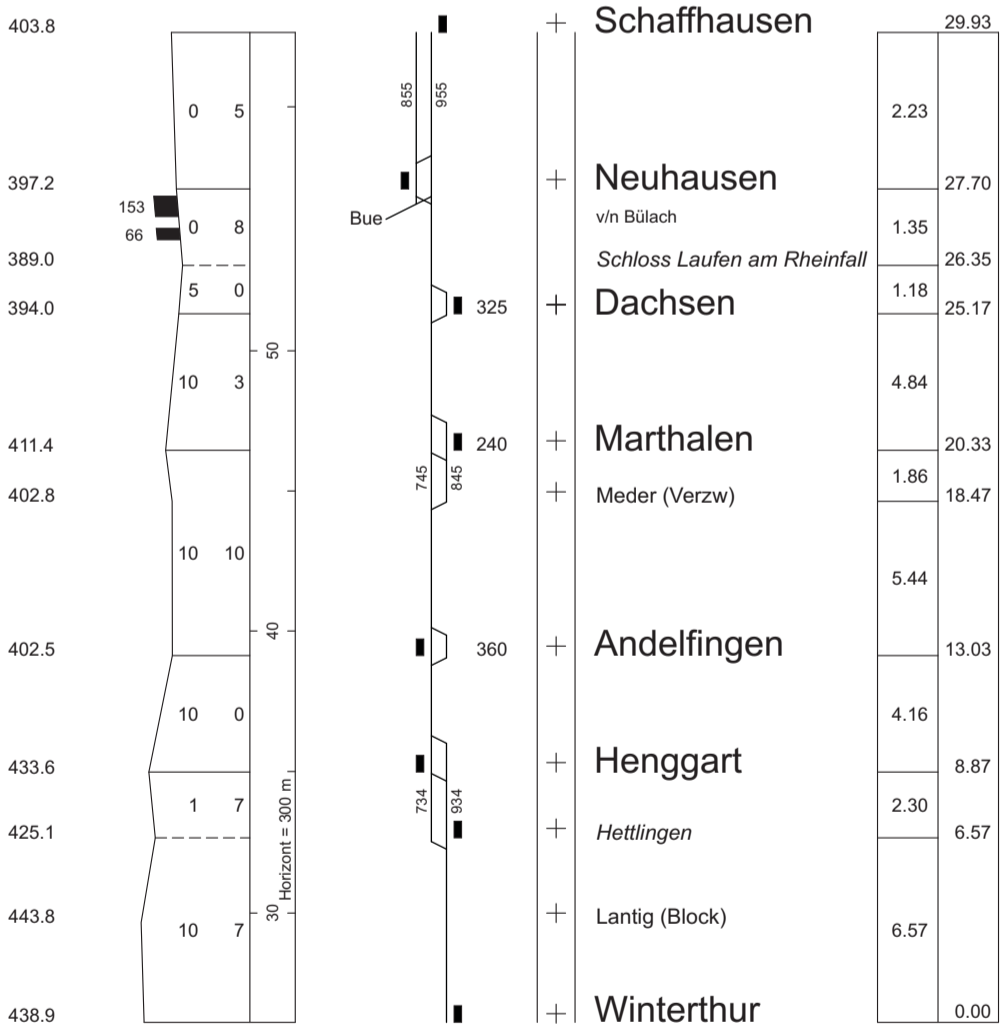 403.8 Schaffhausen 29.93
855 955
0 5 2.23
397.2 Neuhausen 27.70
153
Bue v/n Bülach
66 0 8 1.35
389.0 Schloss Laufen am Rheinfall 26.35
5 0 1.18
394.0 325 Dachsen 25.17
50
10 3 4.84
411.4 240 Marthalen 20.33
745 845 1.86
402.8 Meder (Verzw) 18.47
10 10 5.44
40
402.5 360 Andelfingen 13.03
10 0 4.16
433.6 Henggart 8.87
734 934
1 7 2.30
425.1 Hettlingen 6.57
Horizont = 300 m
30
443.8 Lantig (Block)
10 7 6.57
438.9 Winterthur 0.00